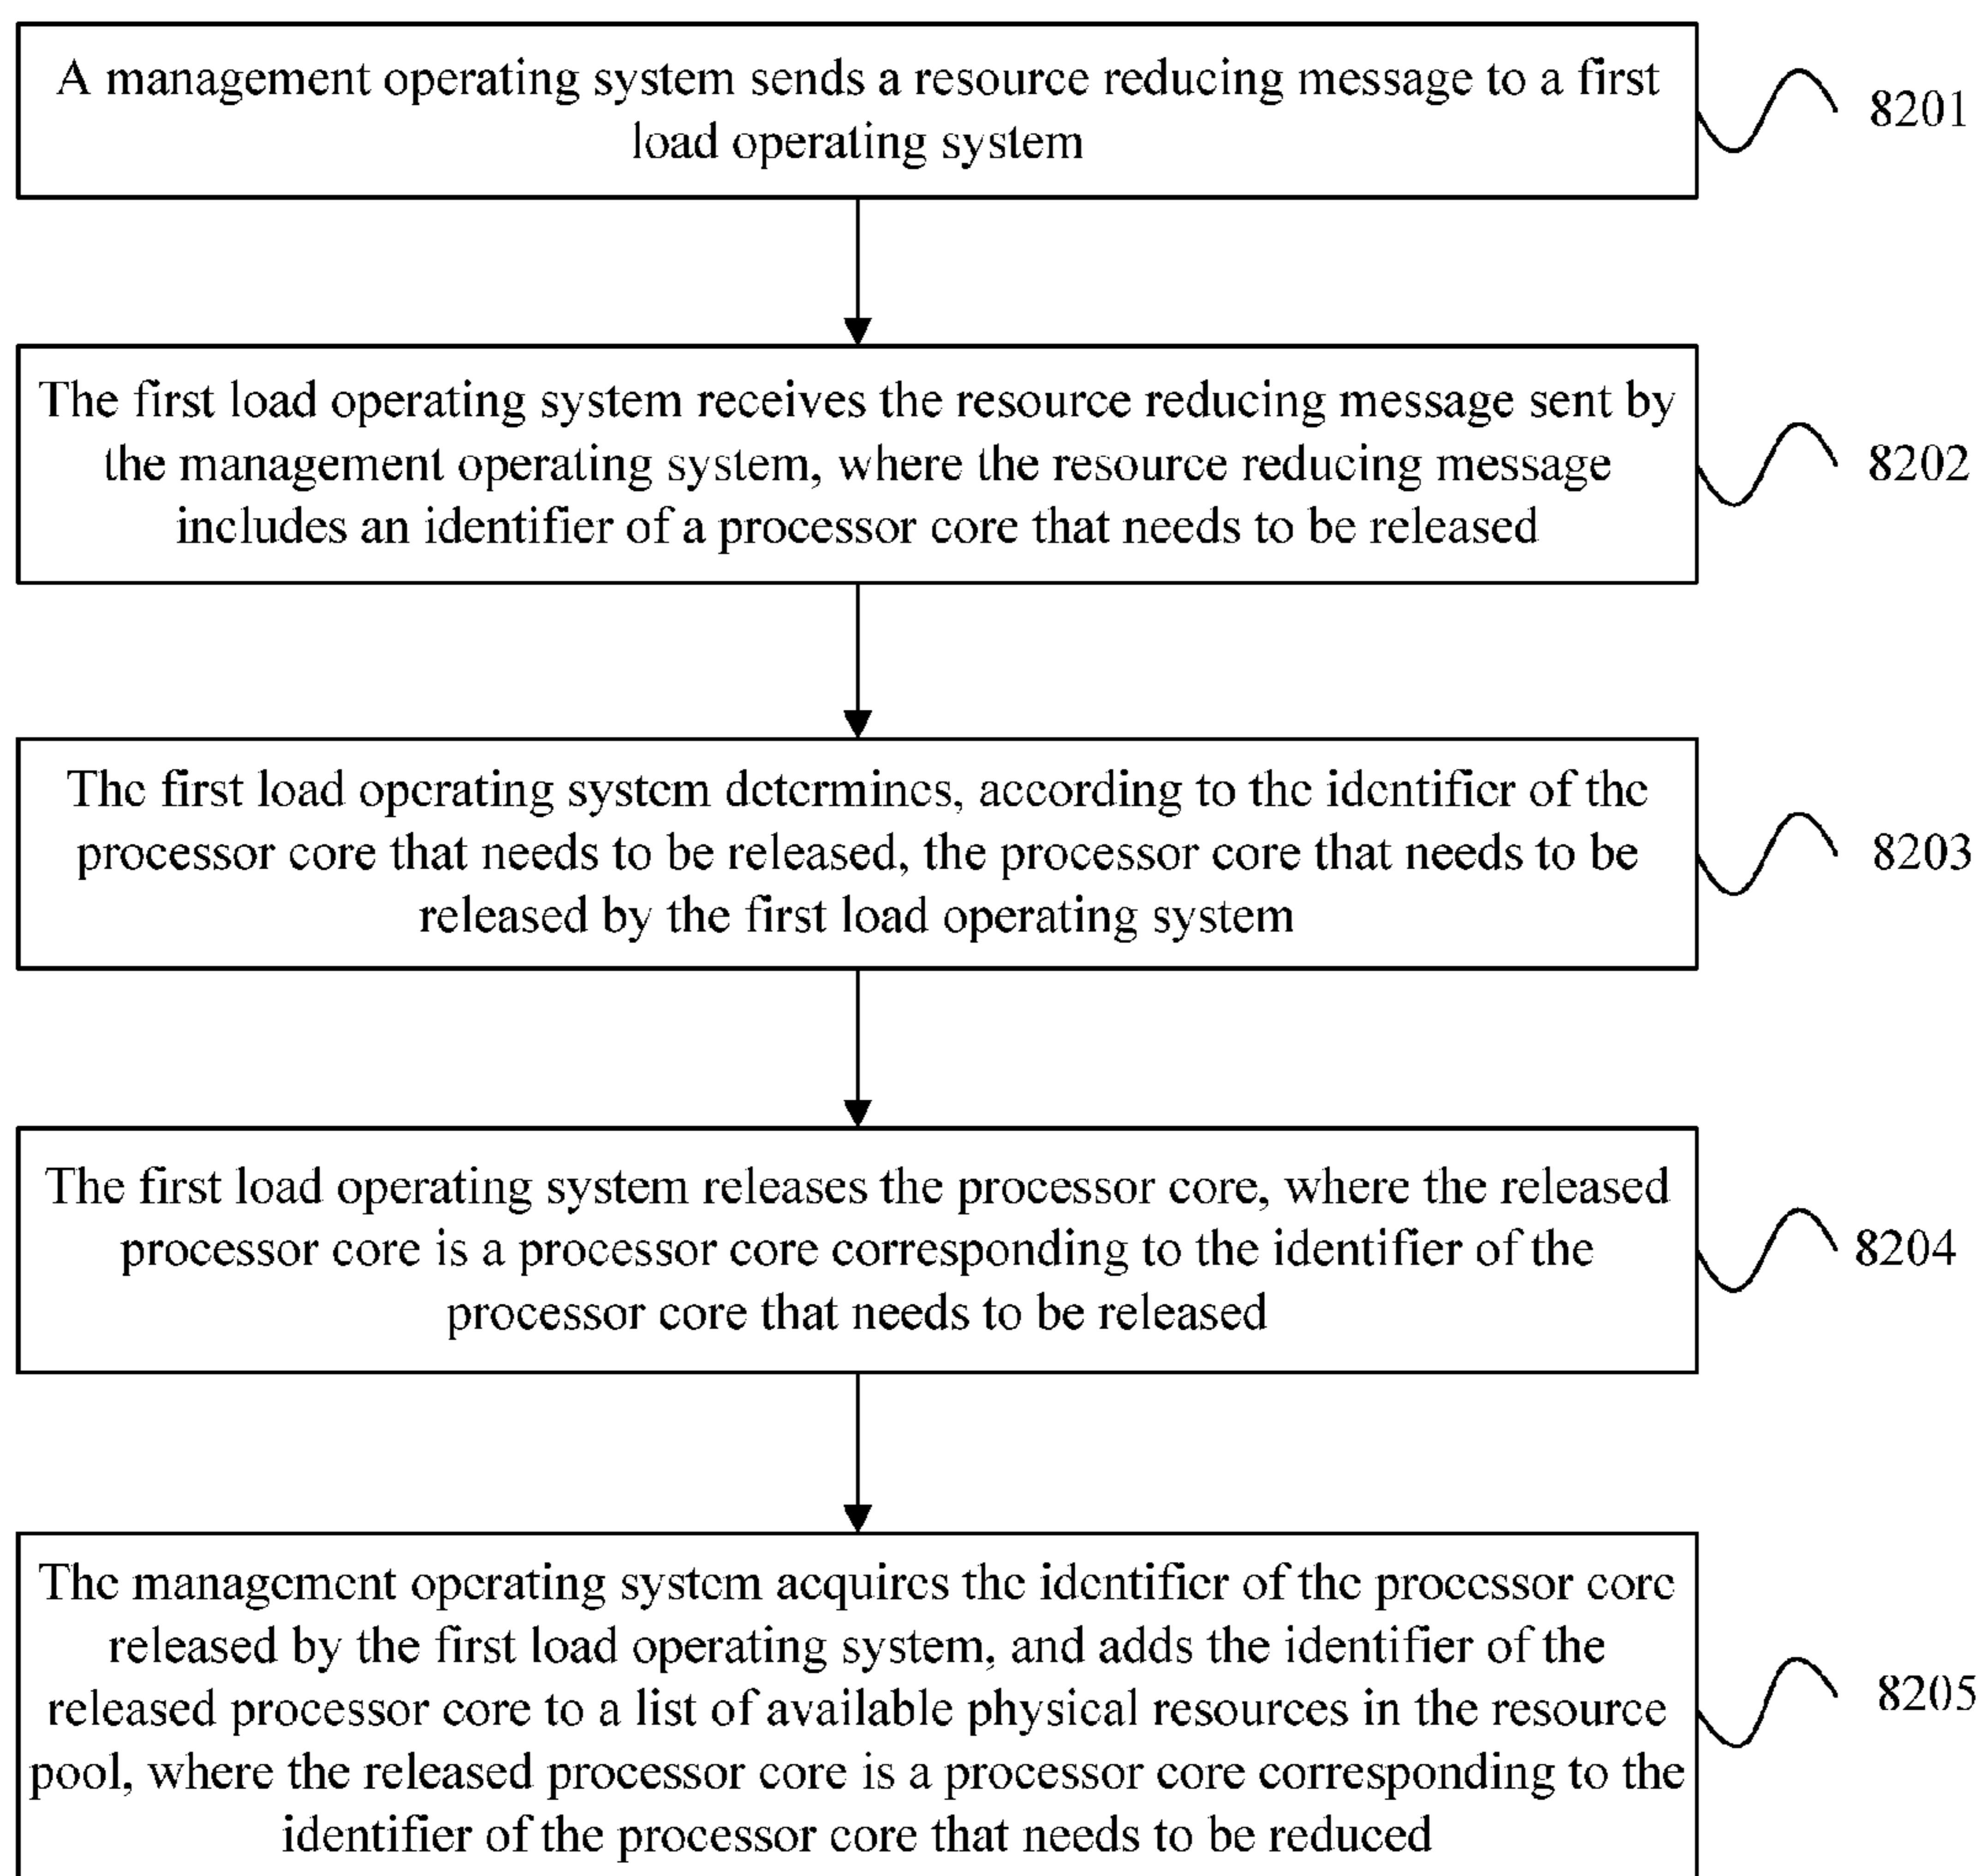 A management operating system sends a resource reducing message to a first
load operating system
8201
The first load operating system receives the resource reducing message sent by
the management operating system, where the resource reducing message
includes an identifier of a processor core that needs to be released
8202
The first load operating system determines, according to the identifier of the
processor core that needs to be released, the processor core that needs to be
released by the first load operating system
8203
The first load operating system releases the processor core, where the released
processor core is a processor core corresponding to the identifier of the
processor core that needs to be released
8204
The management operating system acquires the identifier of the processor core
released by the first load operating system, and adds the identifier of the
released processor core to a list of available physical resources in the resource
pool, where the released processor core is a processor core corresponding to the
identifier of the processor core that needs to be reduced
8205